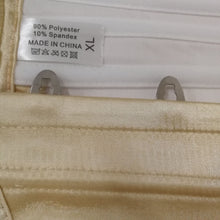 90% Polyester
10% Spandex
MADE IN CHINA
XL